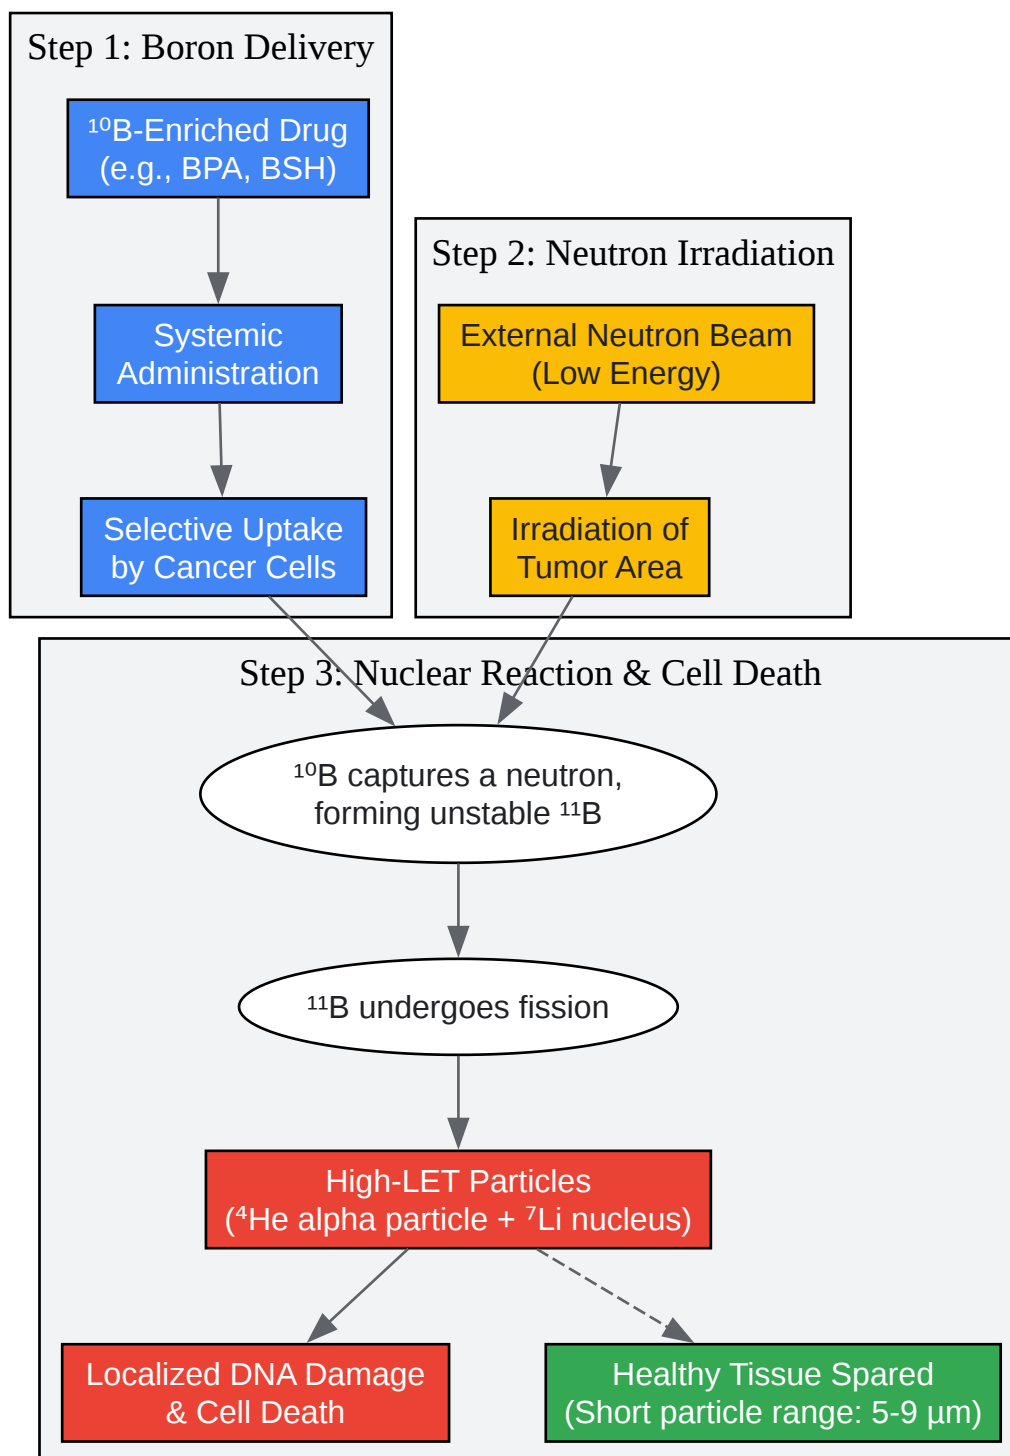 Step 1: Boron Delivery
¹⁰B-Enriched Drug
(e.g., BPA, BSH)
Systemic
Administration
Selective Uptake
by Cancer Cells
Step 2: Neutron Irradiation
External Neutron Beam
(Low Energy)
Irradiation of
Tumor Area
Step 3: Nuclear Reaction & Cell Death
¹⁰B captures a neutron,
forming unstable ¹¹B
¹¹B undergoes fission
High-LET Particles
(⁴He alpha particle + ⁷Li nucleus)
Localized DNA Damage
& Cell Death
Healthy Tissue Spared
(Short particle range: 5-9 µm)